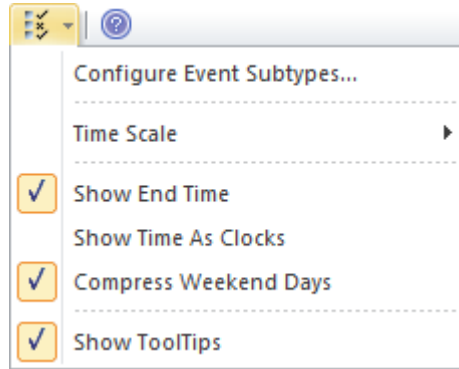 Configure Event Subtypes...
Time Scale
Show End Time
Show Time As Clocks
Compress Weekend Days
Show ToolTips